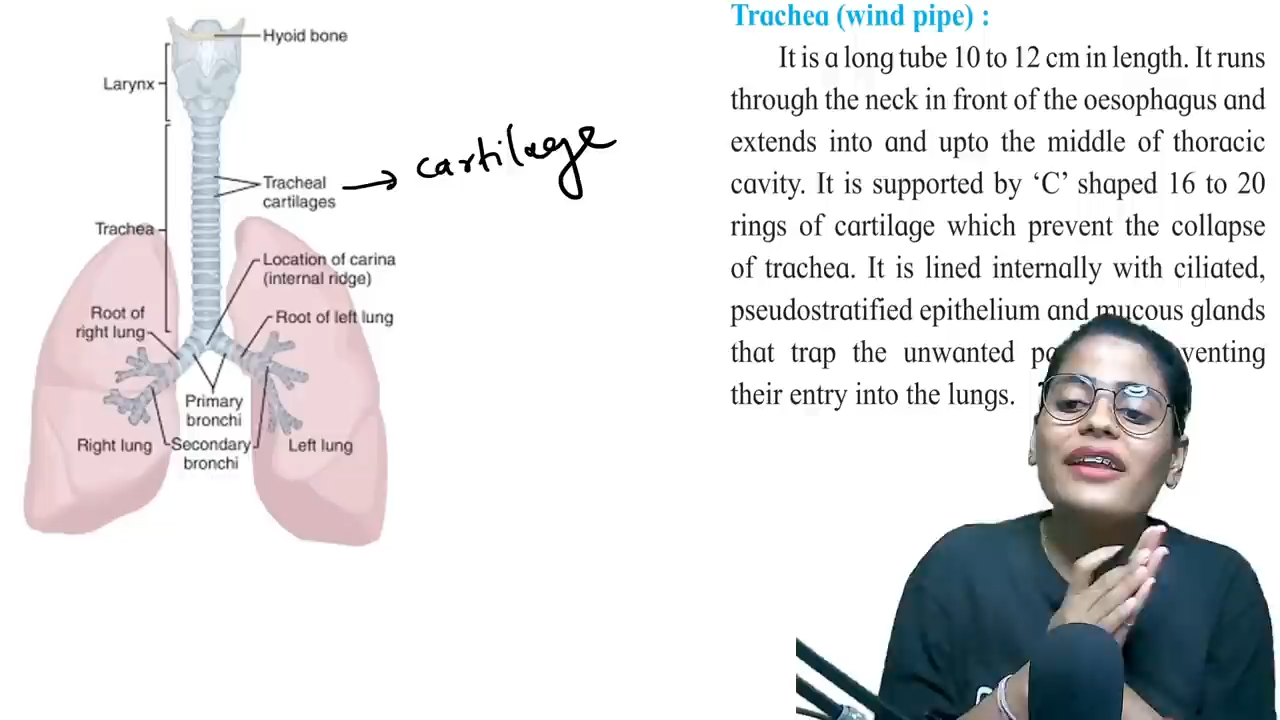 Hyoid bone
Larynx
Tracheal
cartilages
cartilage
Trachea
Location of carina
(internal ridge)
Root of
right lung
Root of left lung
Primary
bronchi
Right lung
Secondary
bronchi
Left lung
Trachea (wind pipe) :
It is a long tube 10 to 12 cm in length. It runs
through the neck in front of the oesophagus and
extends into and upto the middle of thoracic
cavity. It is supported by ‘C’ shaped 16 to 20
rings of cartilage which prevent the collapse
of trachea. It is lined internally with ciliated,
pseudostratified epithelium and mucous glands
that trap the unwanted venting
their entry into the lungs.